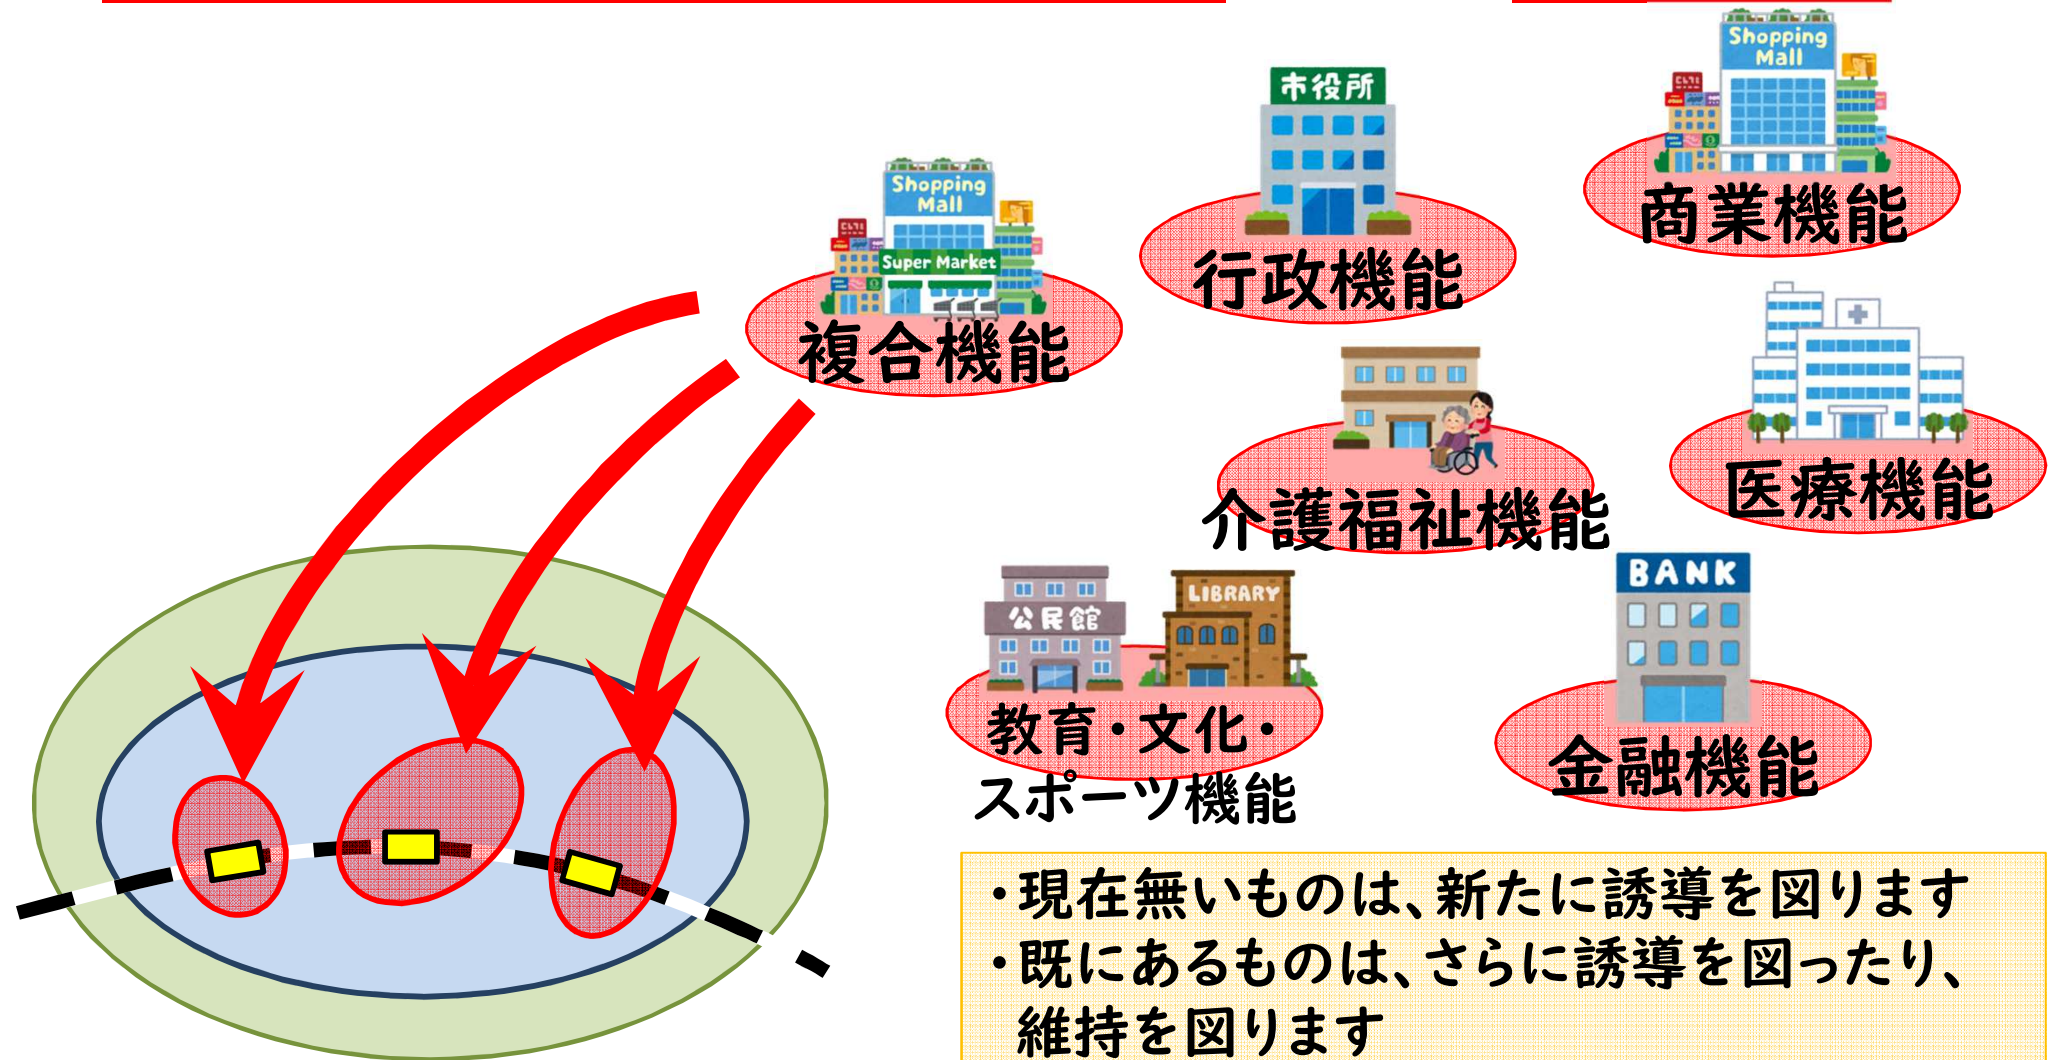 Shopping
Mall
市役所
商業機能
Shopping
Mall
Super Market
行政機能
複合機能
介護福祉機能
医療機能
BANK
公民館
LIBRARY
教育・文化・
スポーツ機能
金融機能
・現在無いものは、新たに誘導を図ります
・既にあるものは、さらに誘導を図ったり、
維持を図ります